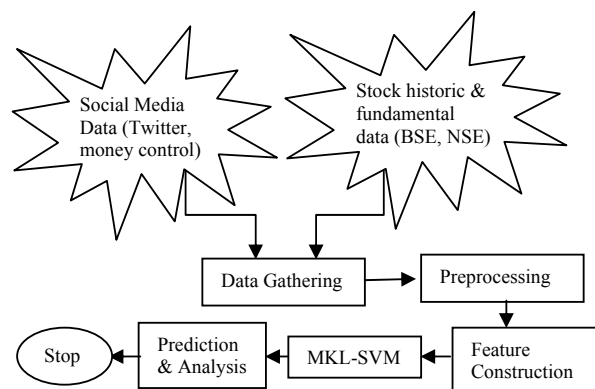 Social Media
Data (Twitter,
money control)
Stock historic &
fundamental
data (BSE, NSE)
Data Gathering
Preprocessing
Feature
Construction
MKL-SVM
Prediction
& Analysis
Stop